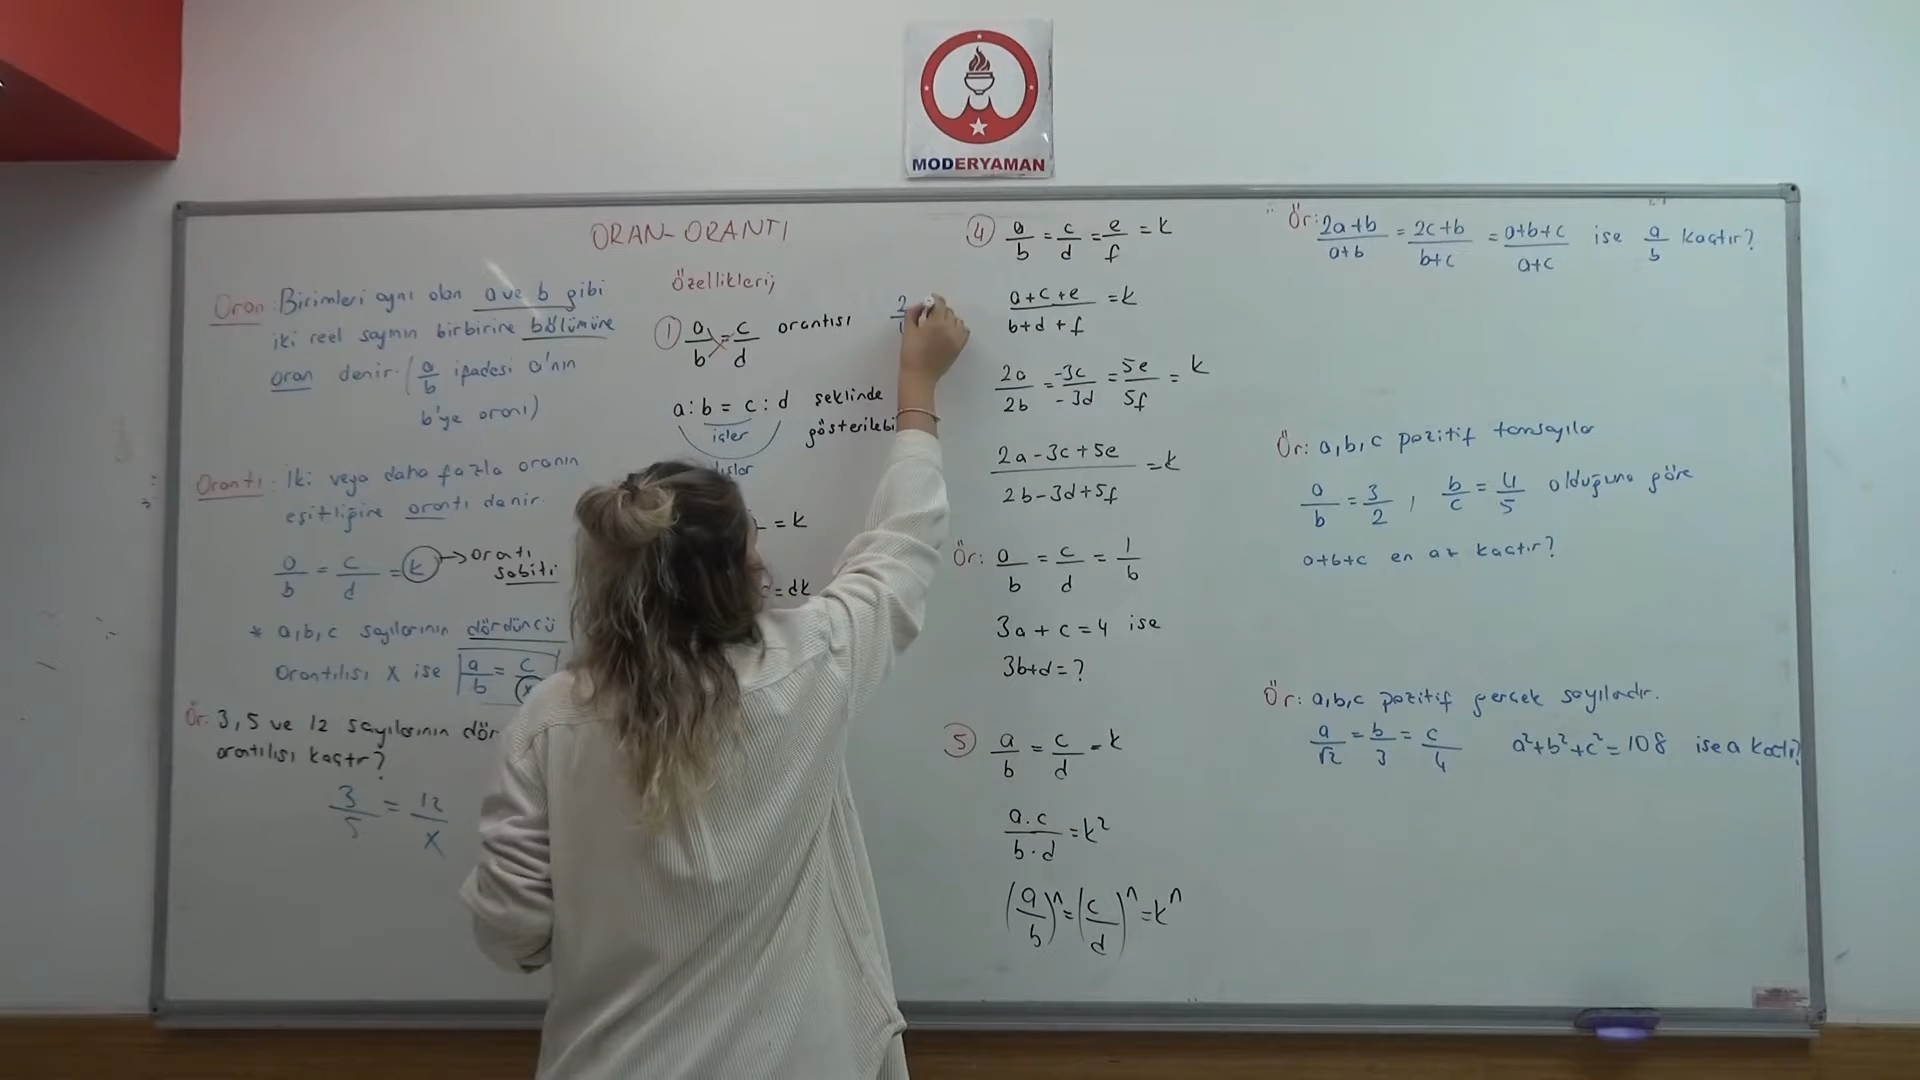 MODERYAMAN
ORAN-ORANTI
Oran: Birimleri aynı olan a ve b gibi
iki reel sayının birbirine bölümüne
oran denir. (a/b ifadesi a'nın
b'ye oranı)
Orantı: İki veya daha fazla oranın
eşitliğine orantı denir.
a/b = c/d = k → oratı
sabiti
* a,b,c sayılarının dördüncü
orantılısı x ise a/b = c/x
Ör: 3, 5 ve 12 sayılarının dör
orantılısı kaçtır?
3/5 = 12/x
Özellikleri;
① a/b = c/d orantısı
a:b = c:d şeklinde
içler
gösterilebi
dışlar
= k
= dk
2
④ a/b = c/d = e/f = k
a+c+e / b+d+f = k
2a/2b = -3c/-3d = 5e/5f = k
2a-3c+5e / 2b-3d+5f = k
Ör: a/b = c/d = 1/6
3a + c = 4 ise
3b+d = ?
⑤ a/b = c/d = k
a.c / b.d = k²
(a/b)ⁿ = (c/d)ⁿ = kⁿ
Ör: 2a+b / a+b = 2c+b / b+c = a+b+c / a+c ise a/b kaçtır?
Ör: a,b,c pozitif tamsayılar
a/b = 3/2 , b/c = 4/5 olduğuna göre
a+b+c en az kaçtır?
Ör: a,b,c pozitif gerçek sayılardır.
a/√2 = b/3 = c/4 a²+b²+c² = 108 ise a kaçtır?